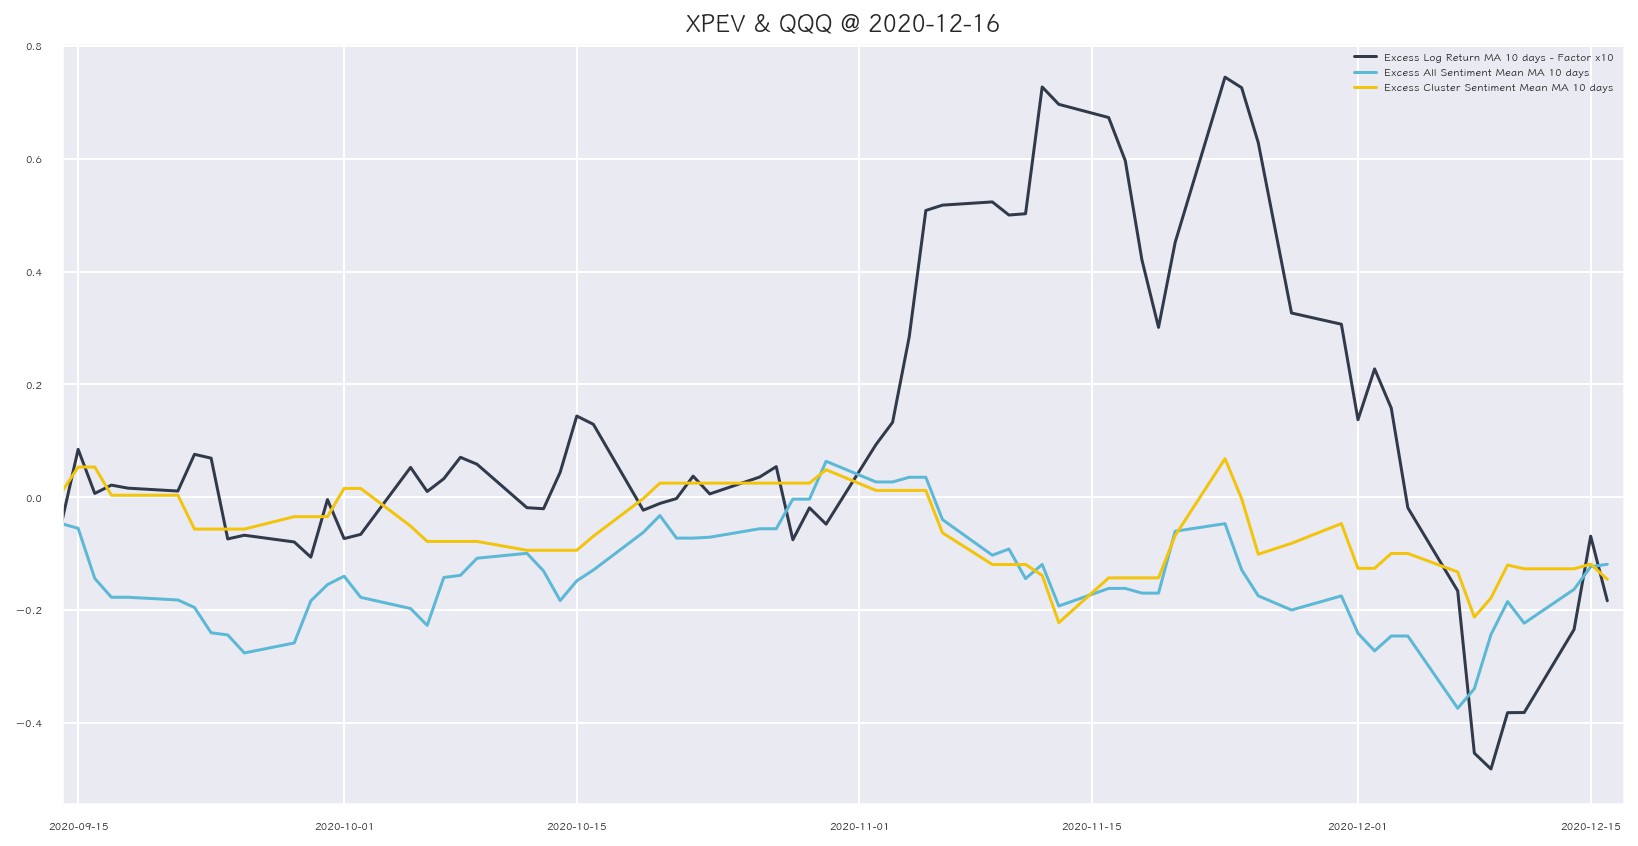 XPEV & QQQ @ 2020-12-16
Excess Log Return MA 10 days - Factor x10
Excess All Sentiment Mean MA 10 days
Excess Cluster Sentiment Mean MA 10 days
0.8
0.6
0.4
0.2
0.0
−0.2
−0.4
2020-09-15 2020-10-01 2020-10-15 2020-11-01 2020-11-15 2020-12-01 2020-12-15